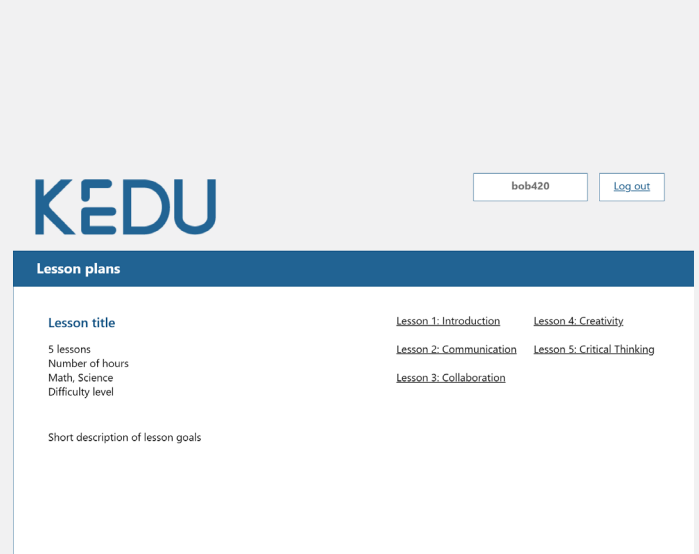 KEDU
bob420
Log out
Lesson plans
Lesson title
5 lessons
Number of hours
Math, Science
Difficulty level
Short description of lesson goals
Lesson 1: Introduction
Lesson 2: Communication
Lesson 3: Collaboration
Lesson 4: Creativity
Lesson 5: Critical Thinking